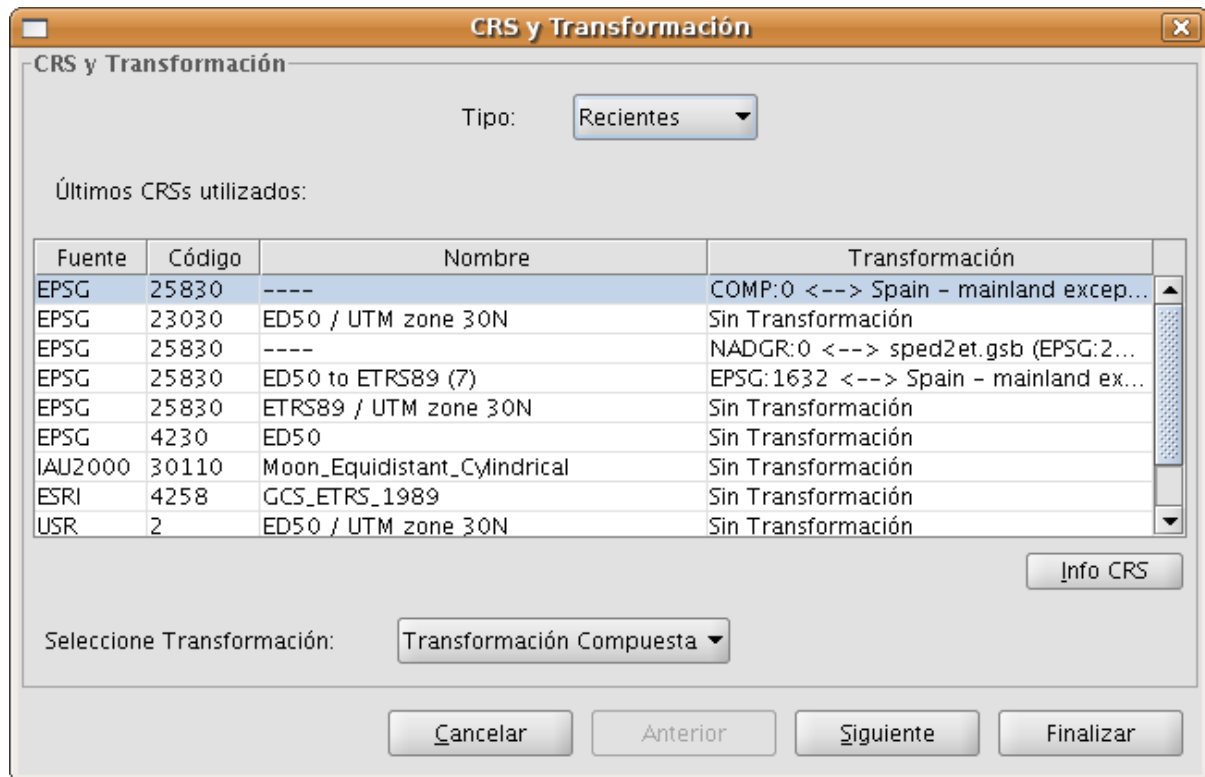 CRS y Transformación
CRS y Transformación
Tipo: Recientes
Últimos CRSs utilizados:
Fuente Código Nombre Transformación
EPSG 25830 ---- COMP:0 <--> Spain - mainland excep...
EPSG 23030 ED50 / UTM zone 30N Sin Transformación
EPSG 25830 ---- NADGR:0 <--> sped2et.gsb (EPSG:2...
EPSG 25830 ED50 to ETRS89 (7) EPSG:1632 <--> Spain - mainland ex...
EPSG 25830 ETRS89 / UTM zone 30N Sin Transformación
EPSG 4230 ED50 Sin Transformación
IAU2000 30110 Moon_Equidistant_Cylindrical Sin Transformación
ESRI 4258 GCS_ETRS_1989 Sin Transformación
USR 2 ED50 / UTM zone 30N Sin Transformación
Info CRS
Seleccione Transformación: Transformación Compuesta
Cancelar Anterior Siguiente Finalizar